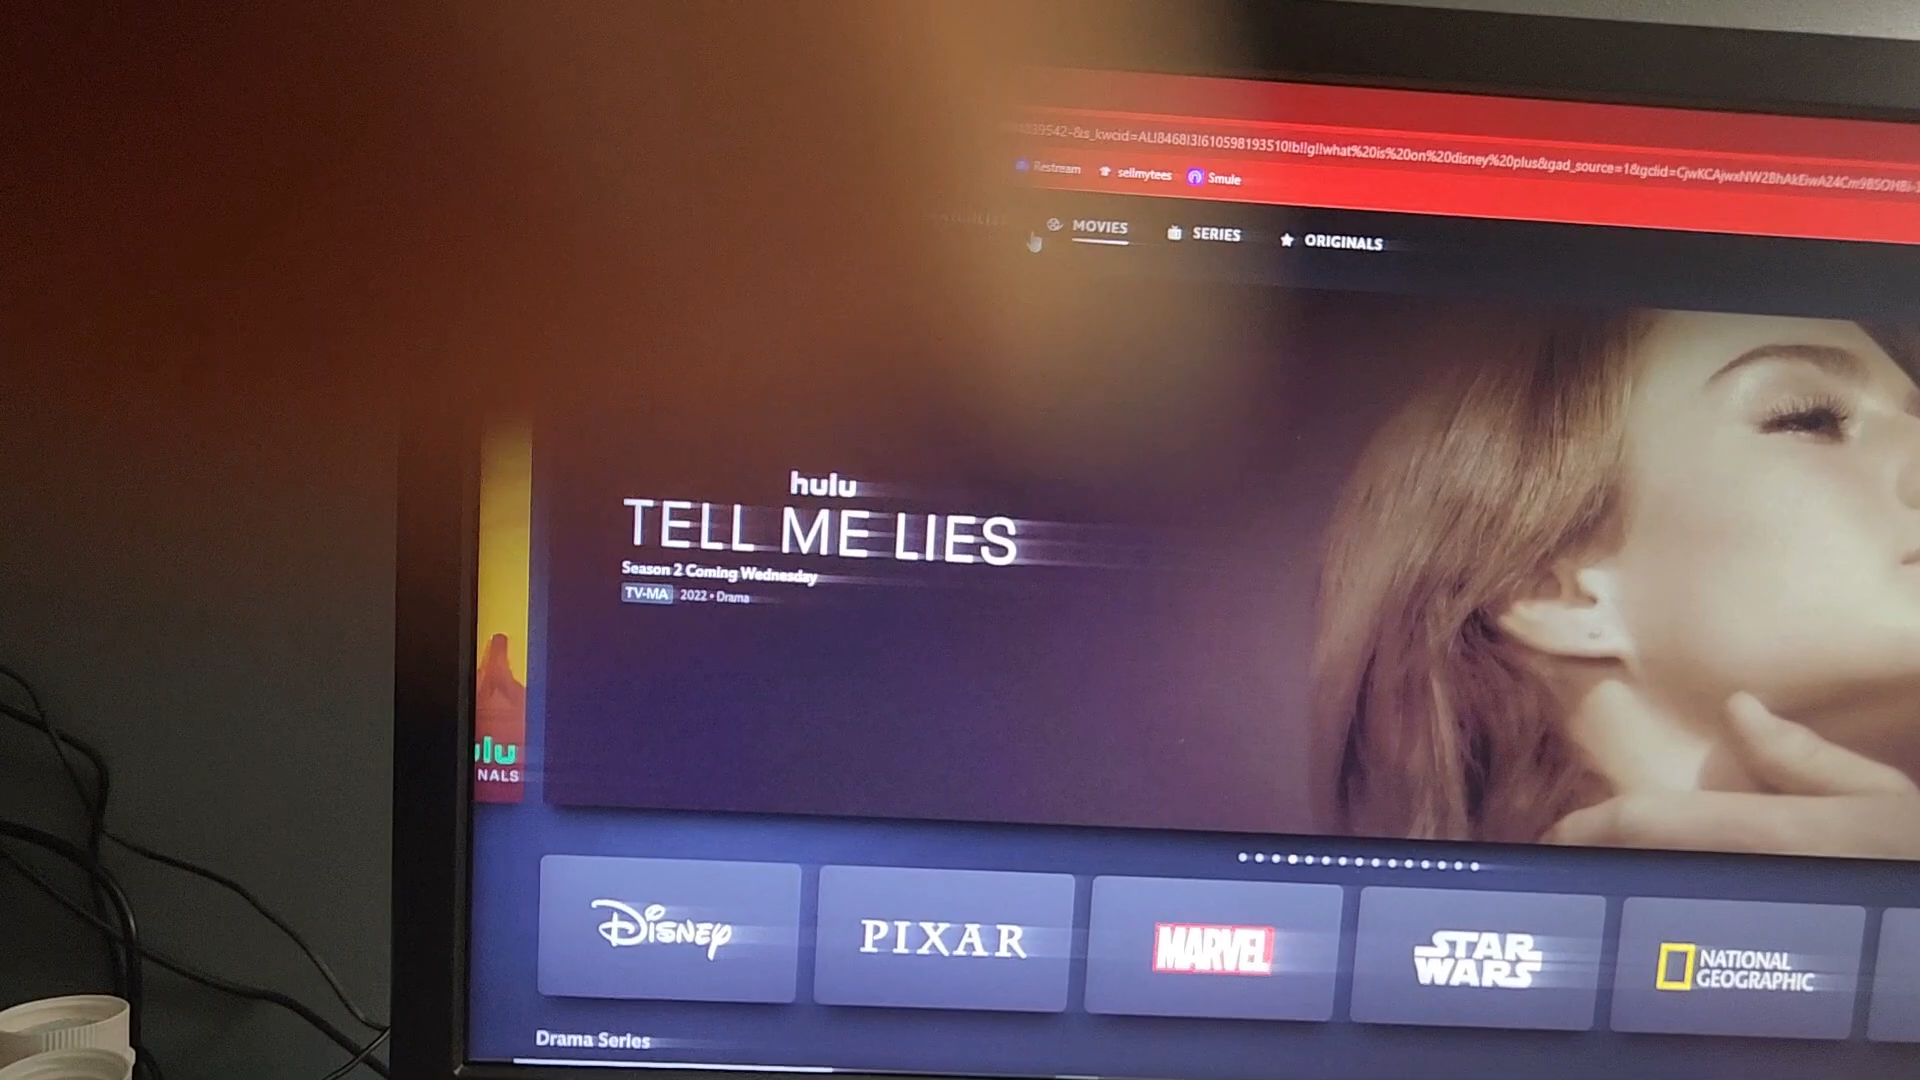 Restream sellmytees Smule
MOVIES SERIES ORIGINALS
hulu
TELL ME LIES
Season 2 Coming Wednesday
TV-MA 2022 • Drama
NALS
DISNEY PIXAR MARVEL STAR WARS NATIONAL GEOGRAPHIC
Drama Series